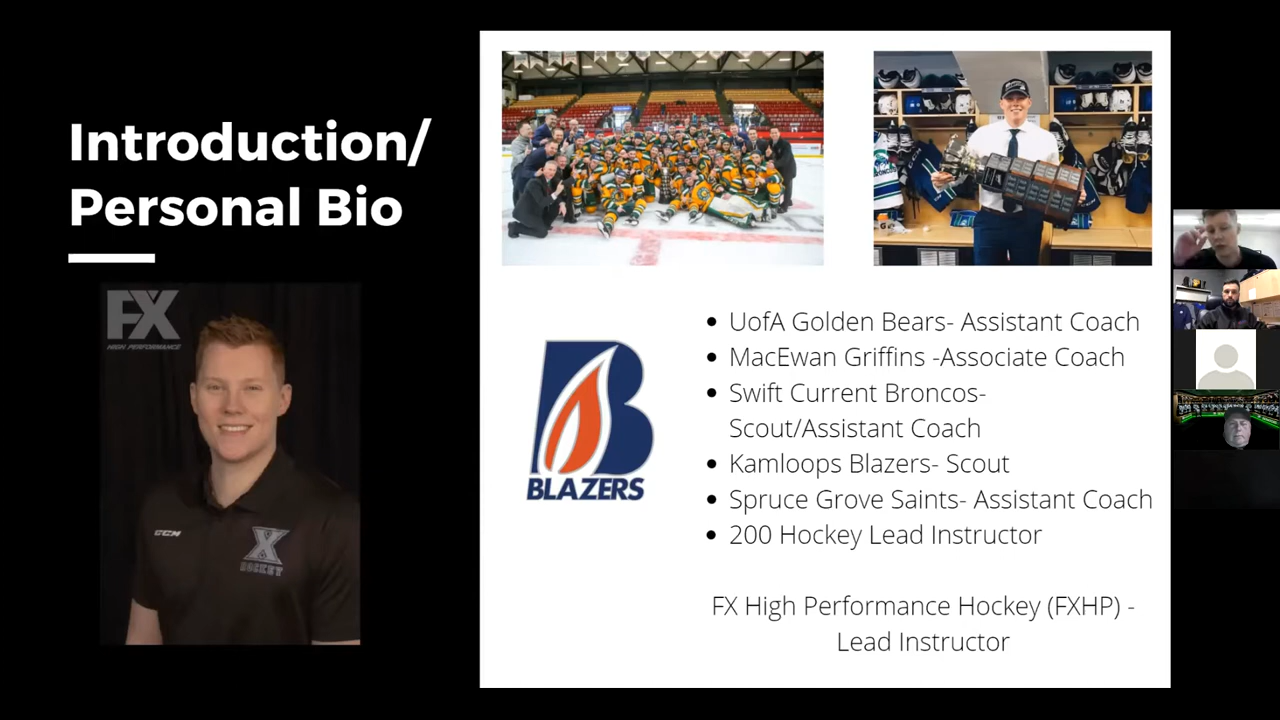 Introduction/
Personal Bio
FX
HIGH PERFORMANCE
CCM
X
HOCKEY
BLAZERS
UofA Golden Bears- Assistant Coach
MacEwan Griffins -Associate Coach
Swift Current Broncos-
Scout/Assistant Coach
Kamloops Blazers- Scout
Spruce Grove Saints- Assistant Coach
200 Hockey Lead Instructor
FX High Performance Hockey (FXHP) -
Lead Instructor